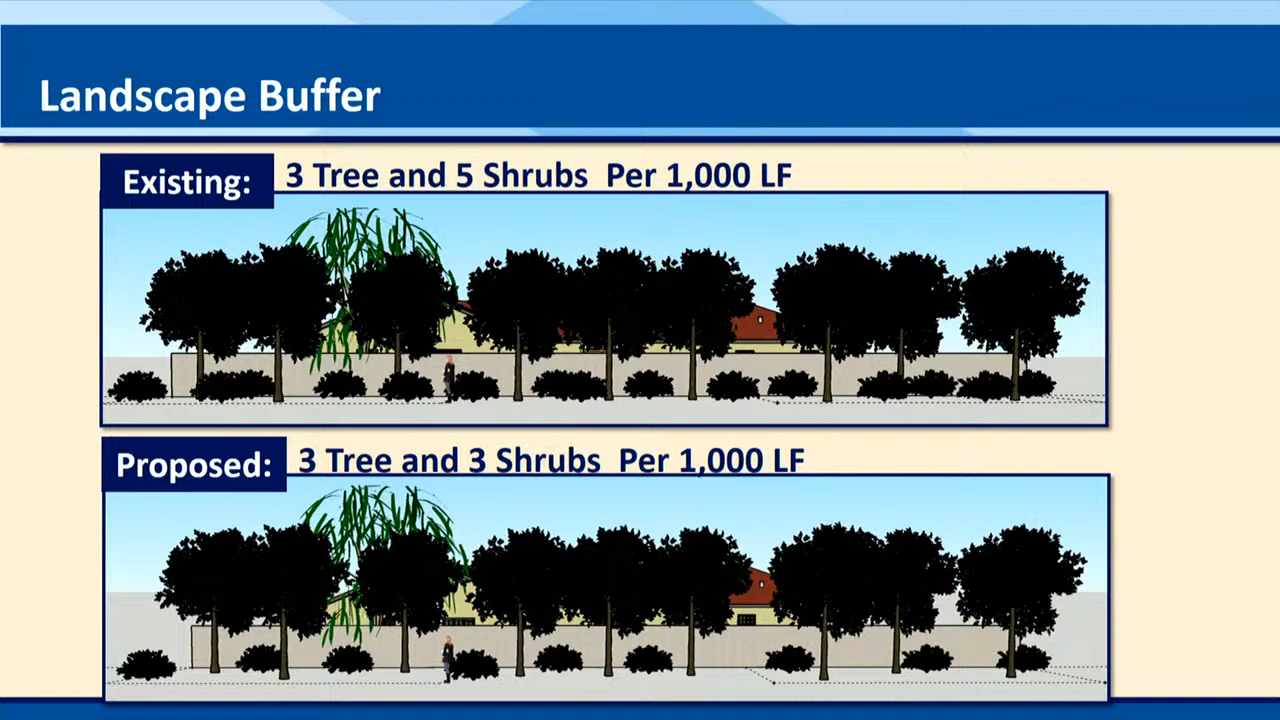 Landscape Buffer
Existing: 3 Tree and 5 Shrubs Per 1,000 LF
Proposed: 3 Tree and 3 Shrubs Per 1,000 LF